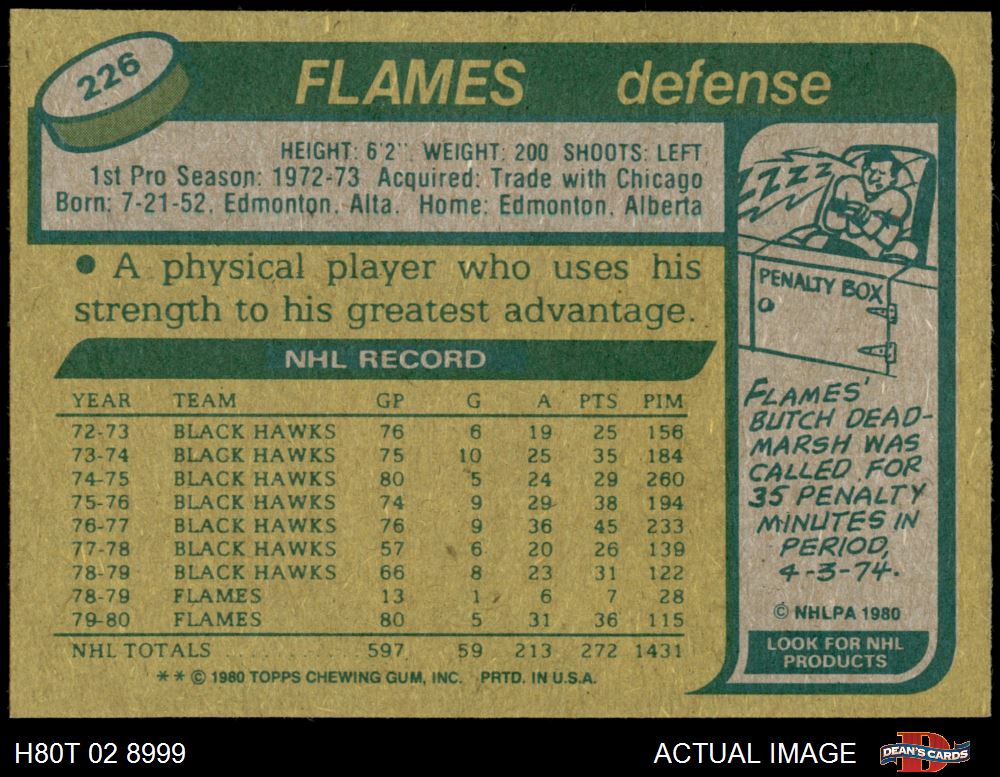 226
FLAMES defense
HEIGHT: 6'2". WEIGHT: 200 SHOOTS: LEFT
1st Pro Season: 1972-73 Acquired: Trade with Chicago
Born: 7-21-52, Edmonton, Alta. Home: Edmonton, Alberta
• A physical player who uses his
strength to his greatest advantage.
NHL RECORD
YEAR TEAM GP G A PTS PIM
72-73 BLACK HAWKS 76 6 19 25 156
73-74 BLACK HAWKS 75 10 25 35 184
74-75 BLACK HAWKS 80 5 24 29 260
75-76 BLACK HAWKS 74 9 29 38 194
76-77 BLACK HAWKS 76 9 36 45 233
77-78 BLACK HAWKS 57 6 20 26 139
78-79 BLACK HAWKS 66 8 23 31 122
78-79 FLAMES 13 1 6 7 28
79-80 FLAMES 80 5 31 36 115
NHL TOTALS ............ 597 59 213 272 1431
** © 1980 TOPPS CHEWING GUM, INC. PRTD. IN U.S.A.
ZZZZ
PENALTY BOX
FLAMES'
BUTCH DEAD-
MARSH WAS
CALLED FOR
35 PENALTY
MINUTES IN
PERIOD,
4-3-74.
© NHLPA 1980
LOOK FOR NHL
PRODUCTS
H80T 02 8999
ACTUAL IMAGE
D
DEAN'S CARDS